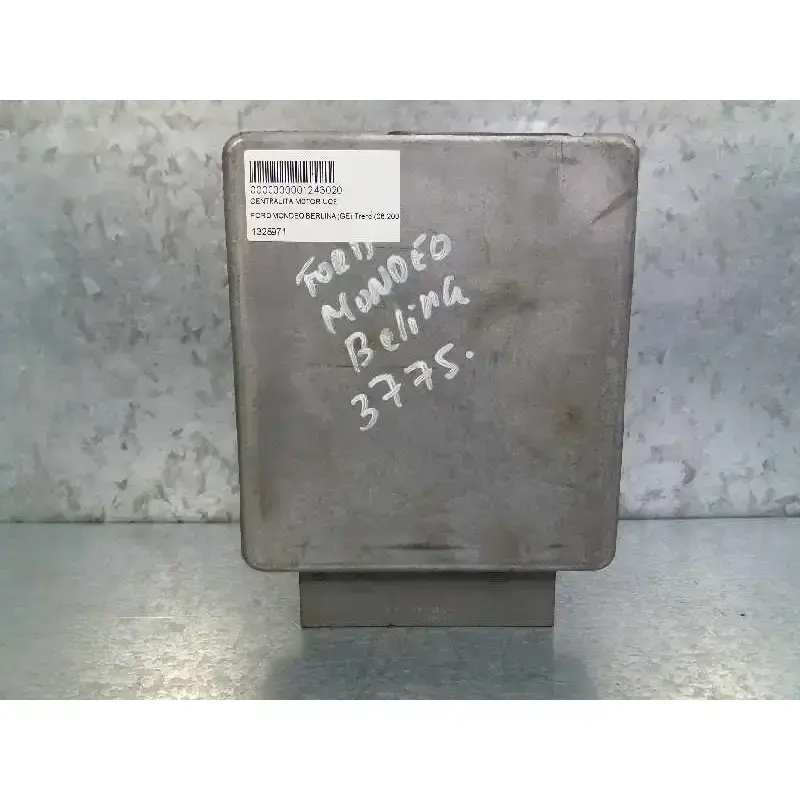 0000000001243020
CENTRALITA MOTOR UCE
FORD MONDEO BERLINA (GE) Trend (06.200
1325971
FORD
MONDEO
Belina
3775.